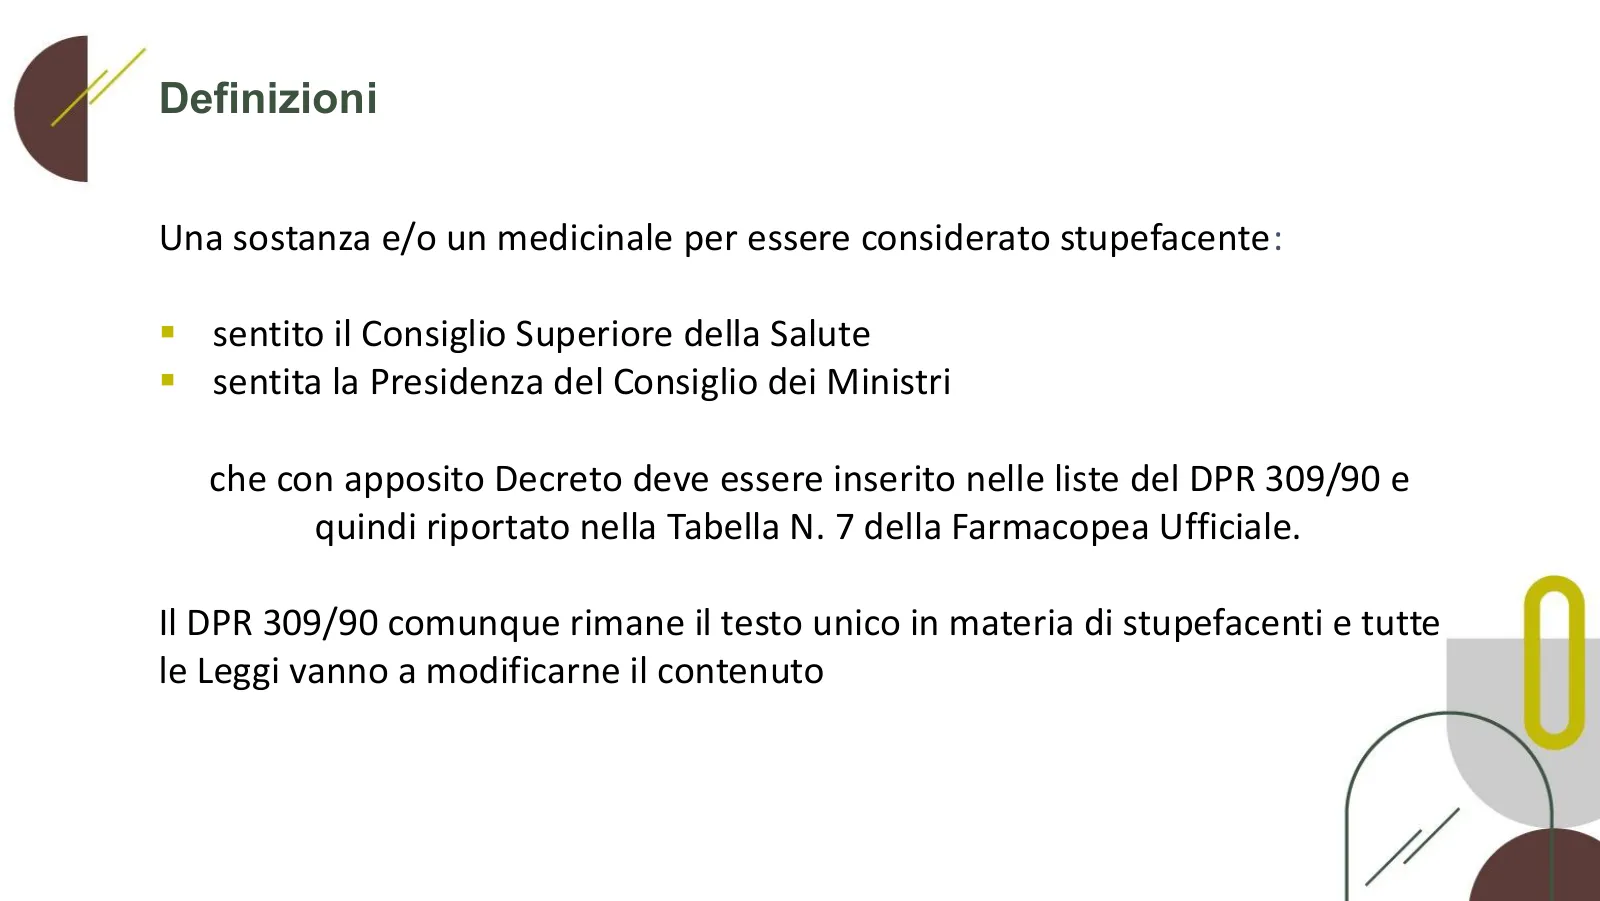 Definizioni
Una sostanza e/o un medicinale per essere considerato stupefacente:
▪ sentito il Consiglio Superiore della Salute
▪ sentita la Presidenza del Consiglio dei Ministri
che con apposito Decreto deve essere inserito nelle liste del DPR 309/90 e
quindi riportato nella Tabella N. 7 della Farmacopea Ufficiale.
Il DPR 309/90 comunque rimane il testo unico in materia di stupefacenti e tutte
le Leggi vanno a modificarne il contenuto